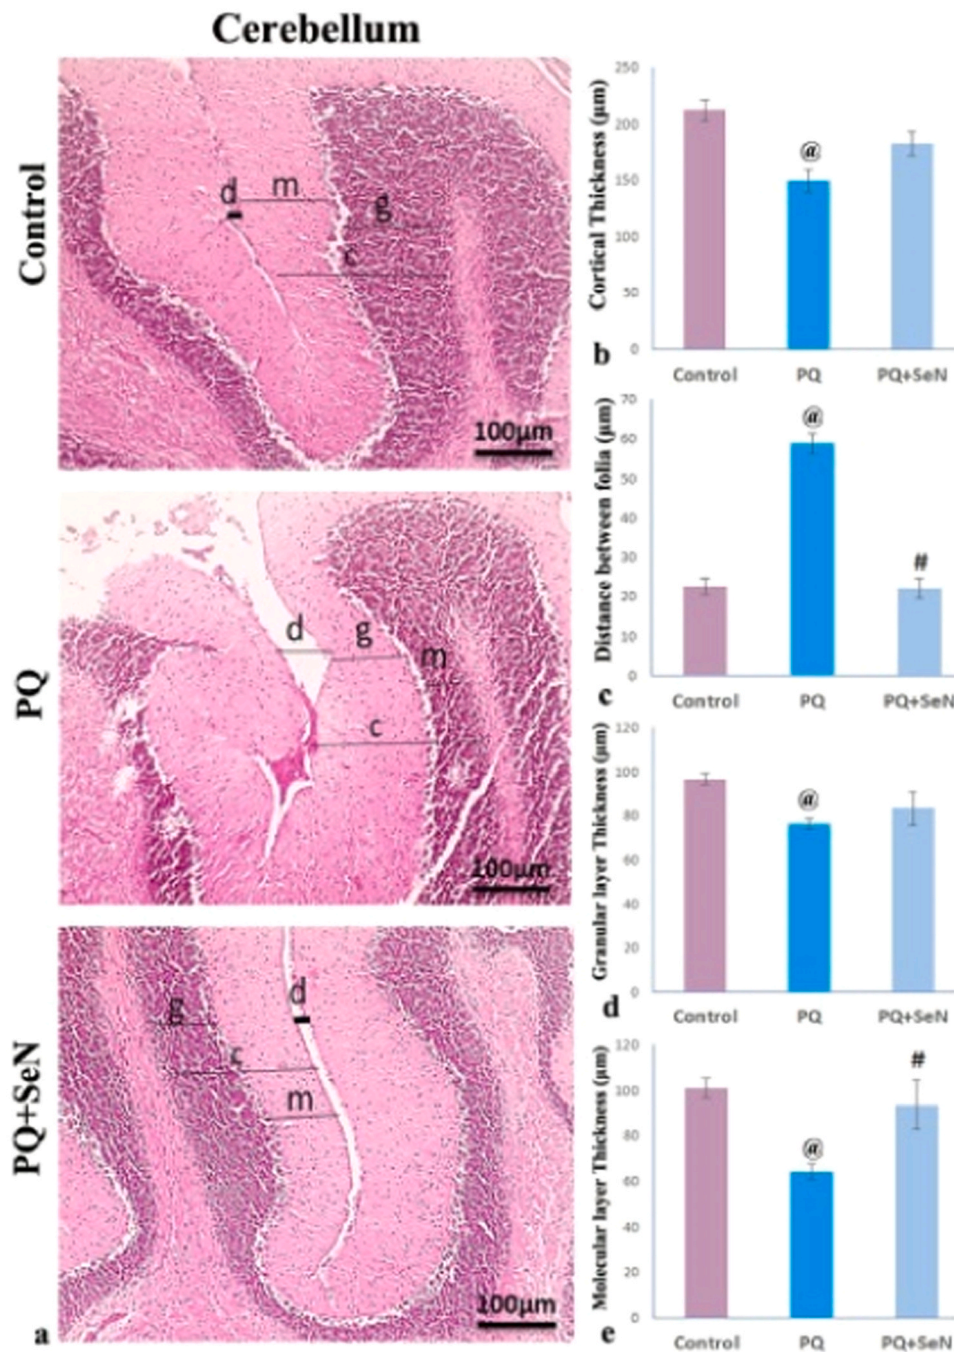 Cerebellum
Control
d
m
g
c
100µm
PQ
d
g
m
c
100µm
PQ+SeN
g
d
c
m
100µm
a
Cortical Thickness (µm)
250
200
150
100
50
0
@
b
Control PQ PQ+SeN
Distance between folia (µm)
70
60
50
40
30
20
10
0
@
#
c
Control PQ PQ+SeN
Granular layer Thickness (µm)
120
100
80
60
40
20
0
@
d
Control PQ PQ+SeN
Molecular layer Thickness (µm)
120
100
80
60
40
20
0
@
#
e
Control PQ PQ+SeN